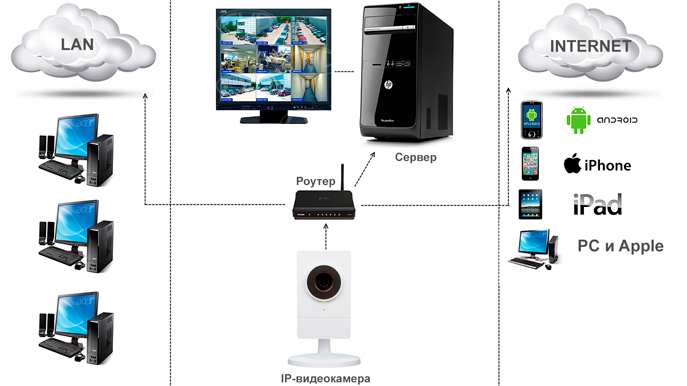 LAN
INTERNET
Сервер
Роутер
IP-видеокамера
android
iPhone
iPad
PC и Apple